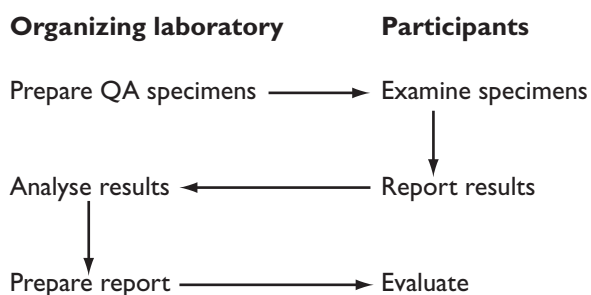 Organizing laboratory Participants
Prepare QA specimens Examine specimens
Analyse results Report results
Prepare report Evaluate